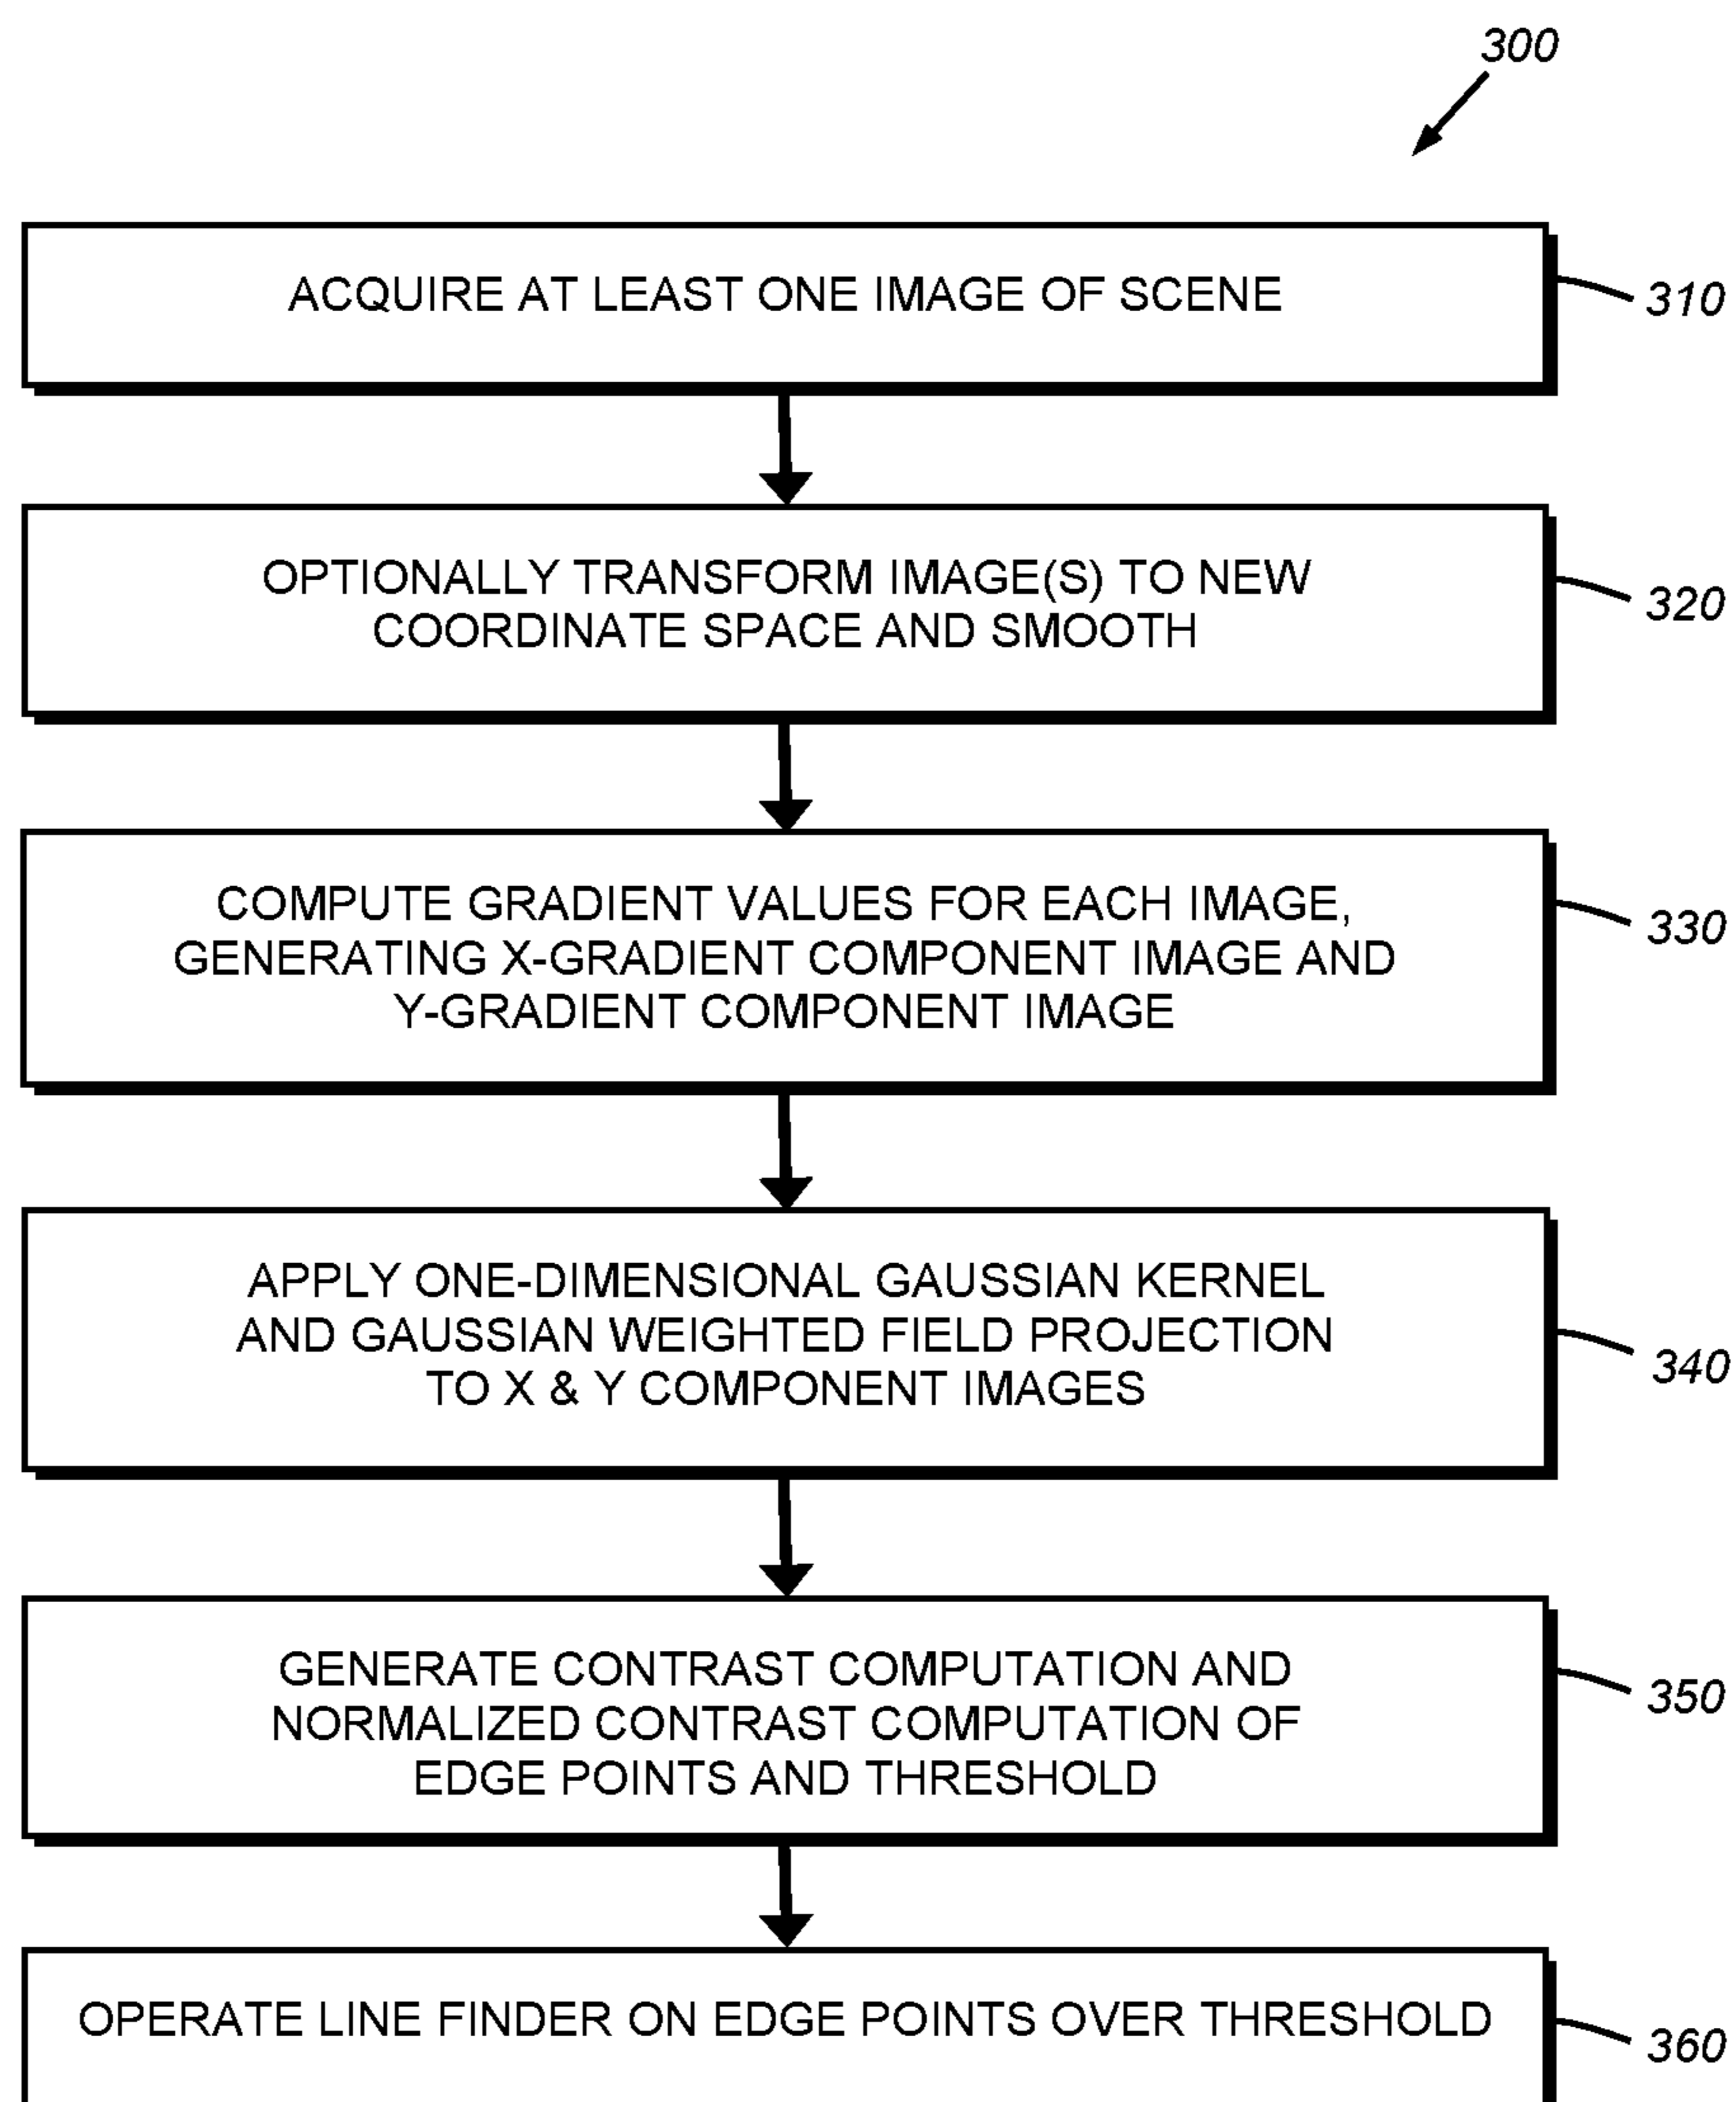 300
ACQUIRE AT LEAST ONE IMAGE OF SCENE
310
OPTIONALLY TRANSFORM IMAGE(S) TO NEW
COORDINATE SPACE AND SMOOTH
320
COMPUTE GRADIENT VALUES FOR EACH IMAGE,
GENERATING X-GRADIENT COMPONENT IMAGE AND
Y-GRADIENT COMPONENT IMAGE
330
APPLY ONE-DIMENSIONAL GAUSSIAN KERNEL
AND GAUSSIAN WEIGHTED FIELD PROJECTION
TO X & Y COMPONENT IMAGES
340
GENERATE CONTRAST COMPUTATION AND
NORMALIZED CONTRAST COMPUTATION OF
EDGE POINTS AND THRESHOLD
350
OPERATE LINE FINDER ON EDGE POINTS OVER THRESHOLD
360